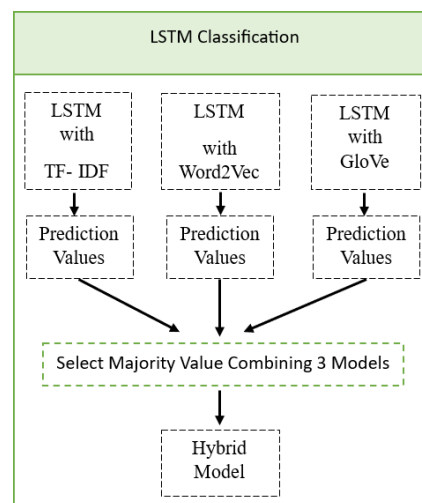 LSTM Classification
LSTM
with
TF- IDF
LSTM
with
Word2Vec
LSTM
with
GloVe
Prediction
Values
Prediction
Values
Prediction
Values
Select Majority Value Combining 3 Models
Hybrid
Model